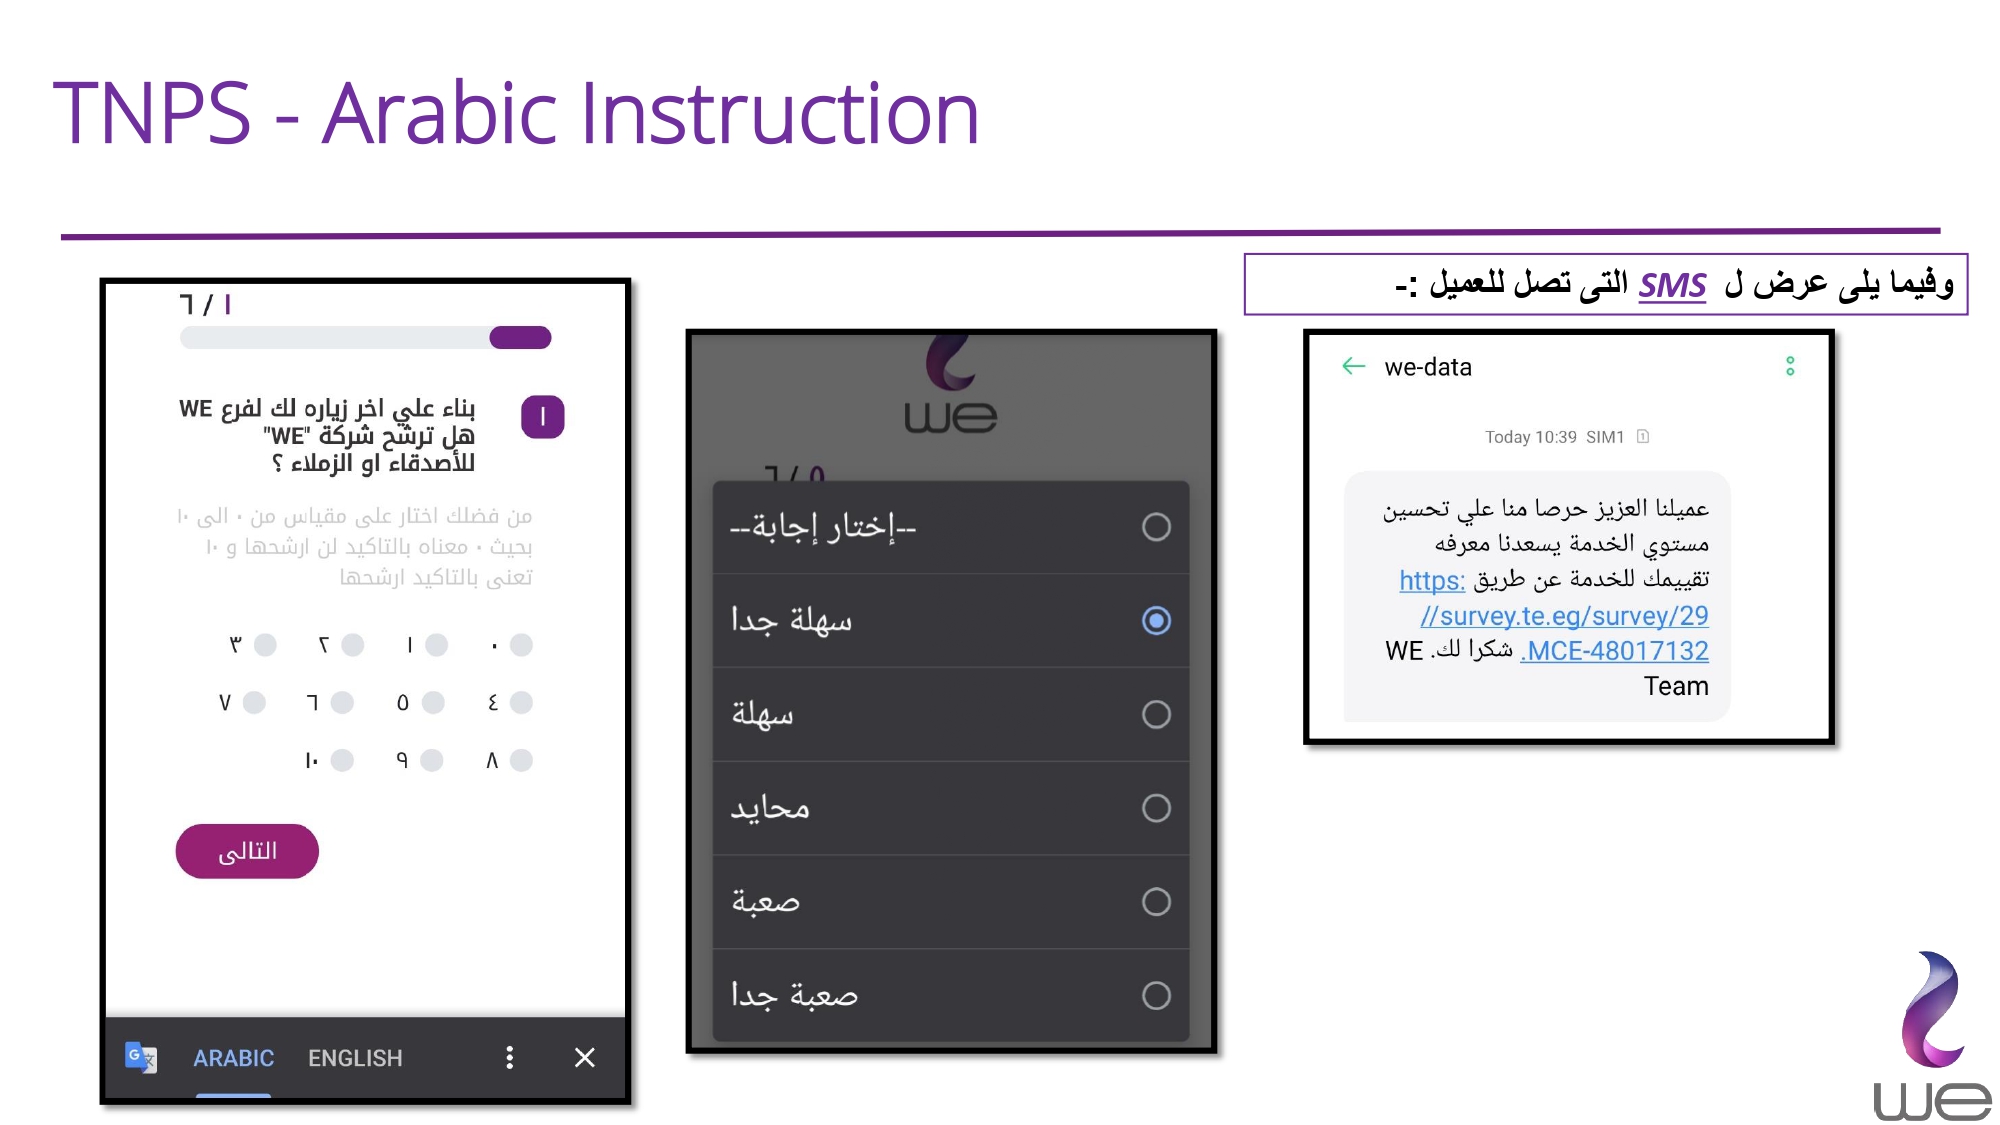 TNPS - Arabic Instruction
وفيما يلى عرض ل SMS التى تصل للعميل :-
١ / ٦
١
بناء علي اخر زياره لك لفرع WE
هل ترشح شركة "WE"
للأصدقاء او الزملاء ؟
من فضلك اختار على مقياس من ٠ الى ١٠
بحيث ٠ معناه بالتاكيد لن ارشحها و ١٠
تعنى بالتاكيد ارشحها
٠ ١ ٢ ٣
٤ ٥ ٦ ٧
٨ ٩ ١٠
التالى
ARABIC ENGLISH
we
٥ / ٦
--إختار إجابة--
سهلة جدا
سهلة
محايد
صعبة
صعبة جدا
we-data
Today 10:39 SIM1
عميلنا العزيز حرصا منا علي تحسين
مستوي الخدمة يسعدنا معرفه
تقييمك للخدمة عن طريق https:
//survey.te.eg/survey/29
MCE-48017132. شكرا لك. WE
Team
we